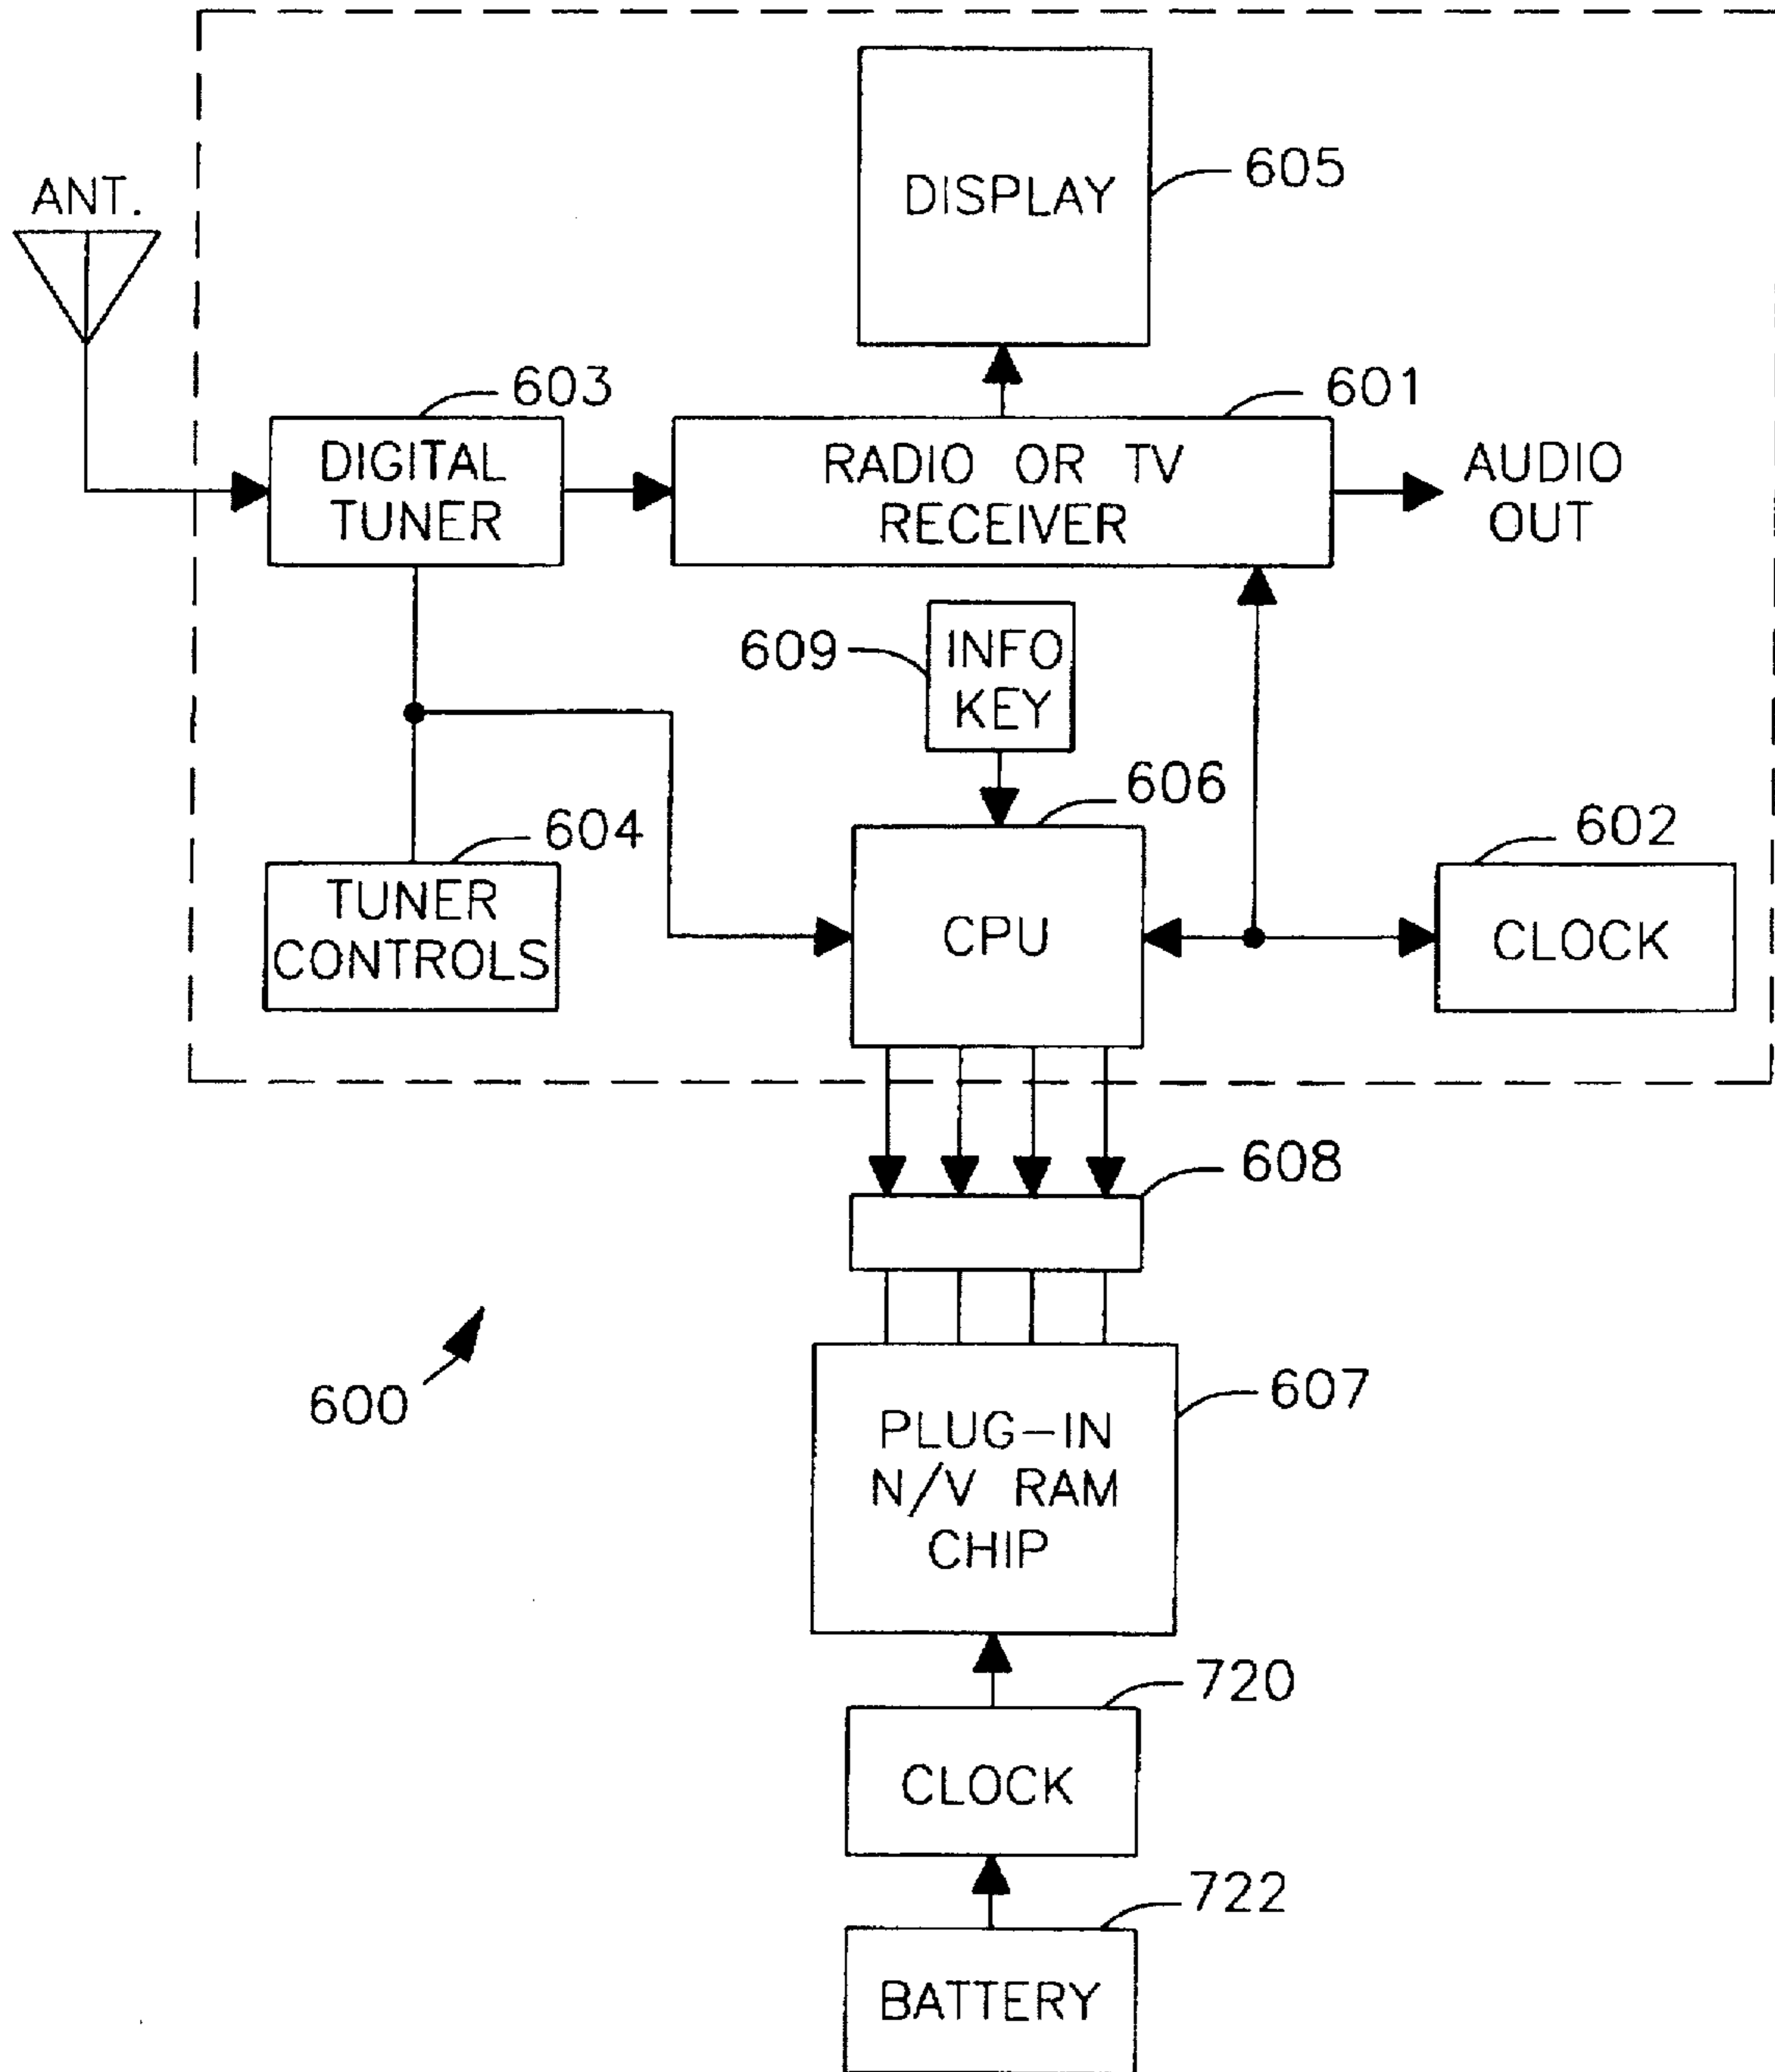 DISPLAY
605
ANT.
603
601
DIGITAL
TUNER
RADIO OR TV
RECEIVER
AUDIO
OUT
609
INFO
KEY
606
604
602
TUNER
CONTROLS
CPU
CLOCK
608
600
607
PLUG-IN
N/V RAM
CHIP
720
CLOCK
722
BATTERY